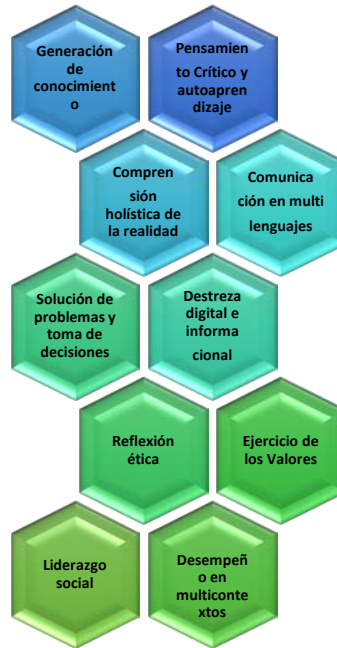 Generación
de
conocimient
o
Pensamien
to Crítico y
autoapren
dizaje
Compren
sión
holística de
la realidad
Comunica
ción en multi
lenguajes
Solución de
problemas y
toma de
decisiones
Destreza
digital e
informa
cional
Reflexión
ética
Ejercicio de
los Valores
Liderazgo
social
Desempeñ
o en
multiconte
xtos